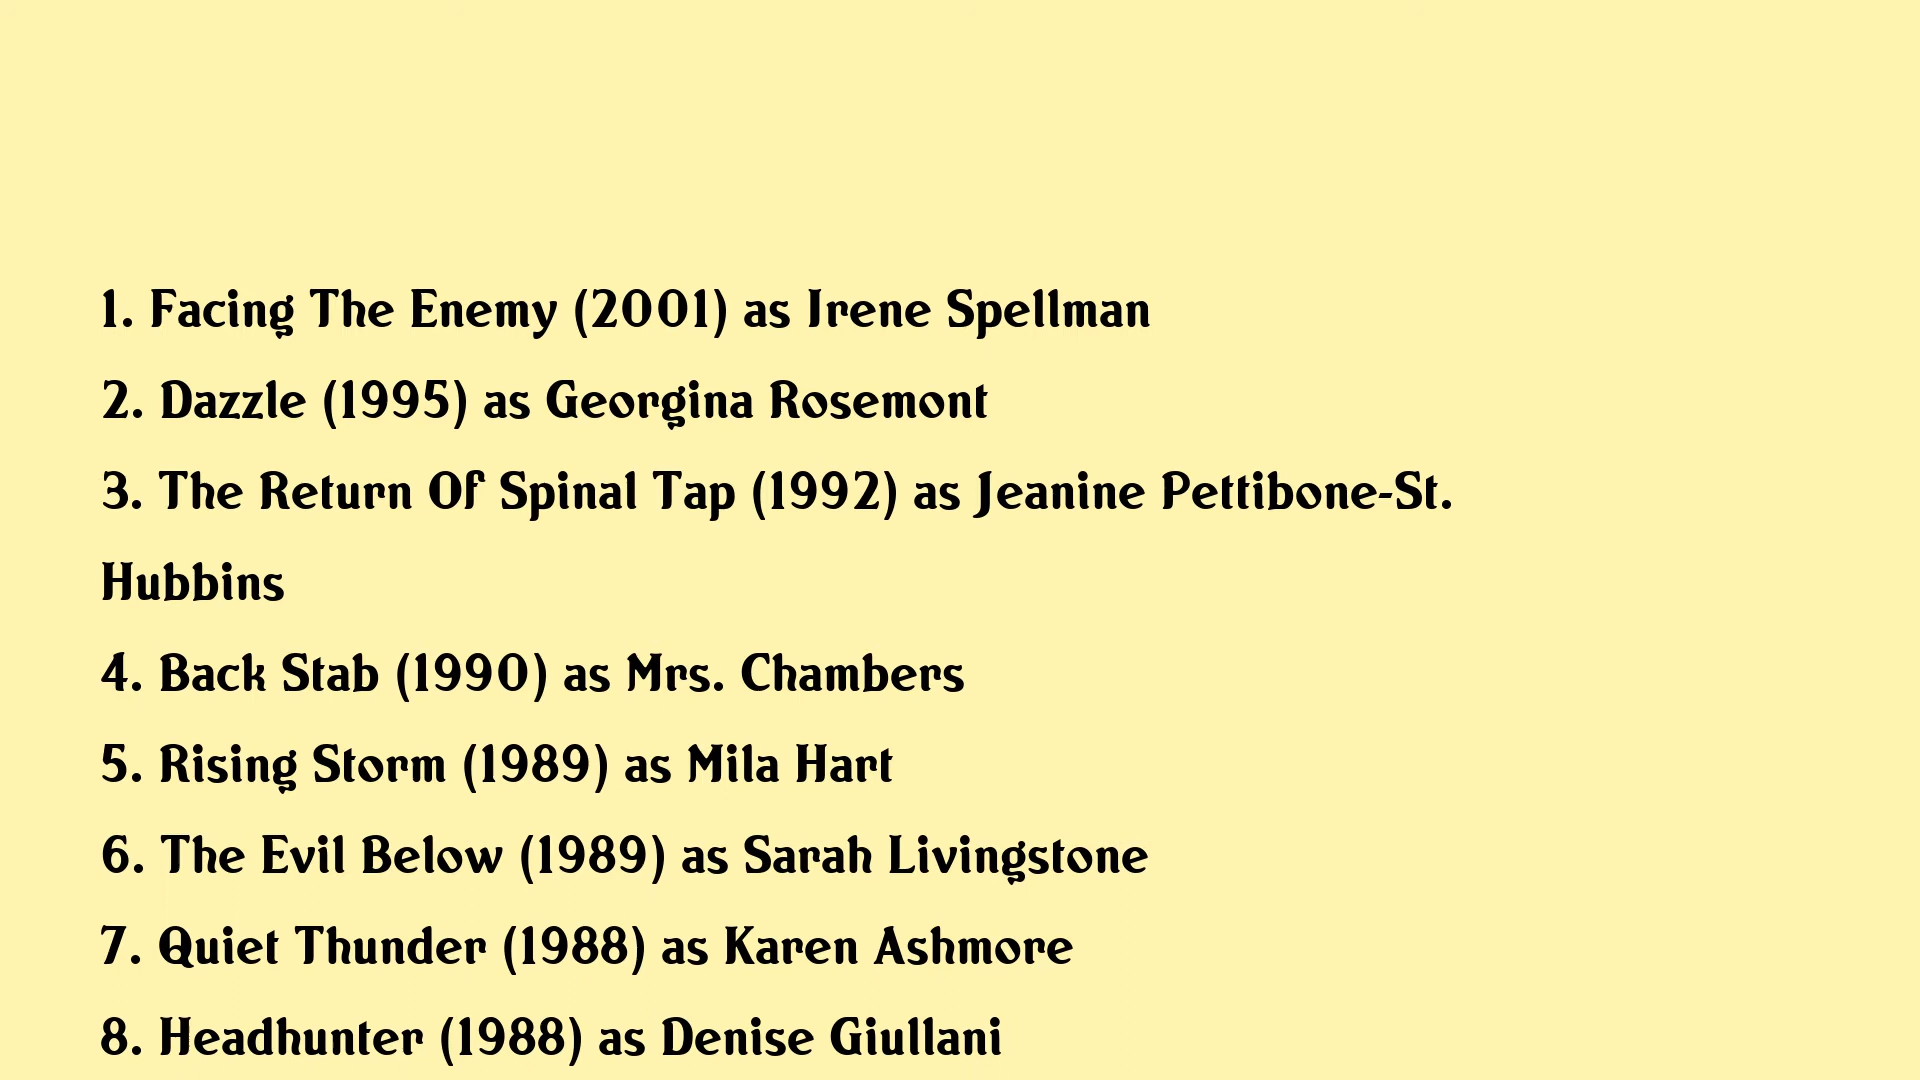 1. Facing The Enemy (2001) as Irene Spellman
2. Dazzle (1995) as Georgina Rosemont
3. The Return Of Spinal Tap (1992) as Jeanine Pettibone-St.
Hubbins
4. Back Stab (1990) as Mrs. Chambers
5. Rising Storm (1989) as Mila Hart
6. The Evil Below (1989) as Sarah Livingstone
7. Quiet Thunder (1988) as Karen Ashmore
8. Headhunter (1988) as Denise Giullani